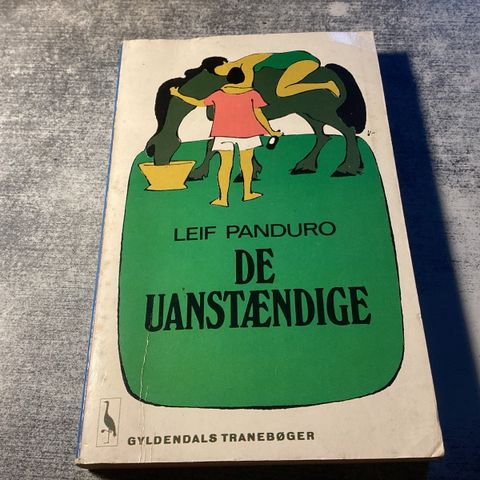 LEIF PANDURO
DE
UANSTÆNDIGE
GYLDENDALS TRANEBØGER